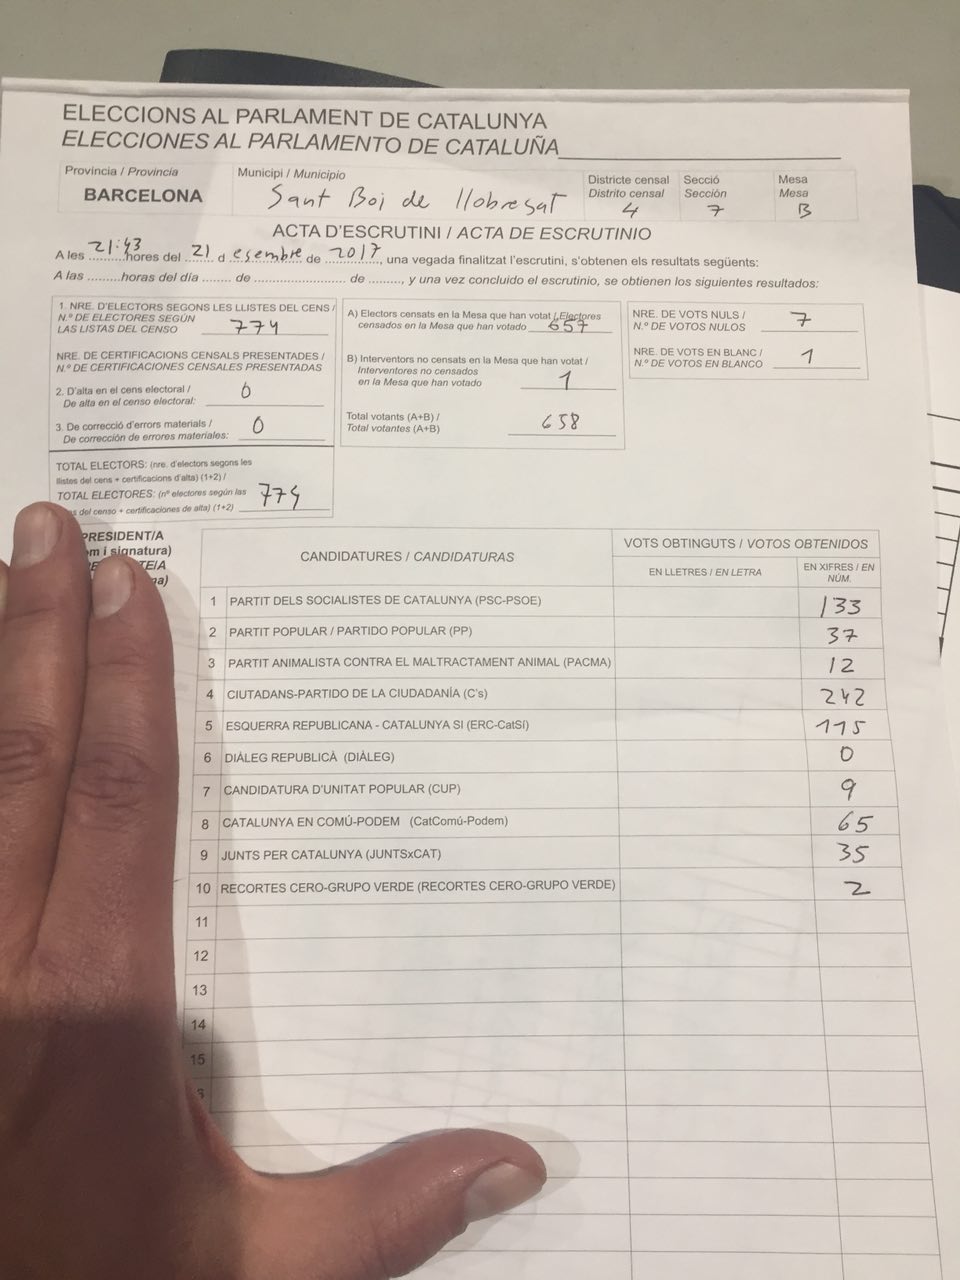 ELECCIONS AL PARLAMENT DE CATALUNYA
ELECCIONES AL PARLAMENTO DE CATALUÑA
Provincia / Provincia
BARCELONA
Municipi / Municipio
Sant Boi de llobregat
Districte censal
Distrito censal
4
Secció
Sección
7
Mesa
Mesa
B
ACTA D'ESCRUTINI / ACTA DE ESCRUTINIO
A les 21:43 hores del 21 d esembre de 2017, una vegada finalitzat l'escrutini, s'obtenen els resultats següents:
A las .........horas del día ........ de ......................... de ........., y una vez concluido el escrutinio, se obtienen los siguientes resultados:
1. NRE. D'ELECTORS SEGONS LES LLISTES DEL CENS /
N.º DE ELECTORES SEGÚN
LAS LISTAS DEL CENSO 774
NRE. DE CERTIFICACIONS CENSALS PRESENTADES /
N.º DE CERTIFICACIONES CENSALES PRESENTADAS
2. D'alta en el cens electoral /
De alta en el censo electoral: 0
3. De correcció d'errors materials /
De corrección de errores materiales: 0
TOTAL ELECTORS: (nre. d'electors segons les
llistes del cens + certificacions d'alta) (1+2) /
TOTAL ELECTORES: (nº electores según las
as del censo + certificaciones de alta) (1+2) 774
A) Electors censats en la Mesa que han votat / Electores
censados en la Mesa que han votado 657
B) Interventors no censats en la Mesa que han votat /
Interventores no censados
en la Mesa que han votado 1
Total votants (A+B) /
Total votantes (A+B) 658
NRE. DE VOTS NULS /
N.º DE VOTOS NULOS 7
NRE. DE VOTS EN BLANC /
N.º DE VOTOS EN BLANCO 1
PRESIDENT/A
om i signatura)
TE/A
na)
CANDIDATURES / CANDIDATURAS
VOTS OBTINGUTS / VOTOS OBTENIDOS
EN LLETRES / EN LETRA
EN XIFRES / EN NÚM.
1 PARTIT DELS SOCIALISTES DE CATALUNYA (PSC-PSOE) 133
2 PARTIT POPULAR / PARTIDO POPULAR (PP) 37
3 PARTIT ANIMALISTA CONTRA EL MALTRACTAMENT ANIMAL (PACMA) 12
4 CIUTADANS-PARTIDO DE LA CIUDADANÍA (C's) 242
5 ESQUERRA REPUBLICANA - CATALUNYA SI (ERC-CatSí) 115
6 DIÀLEG REPUBLICÀ (DIÀLEG) 0
7 CANDIDATURA D'UNITAT POPULAR (CUP) 9
8 CATALUNYA EN COMÚ-PODEM (CatComú-Podem) 65
9 JUNTS PER CATALUNYA (JUNTSxCAT) 35
10 RECORTES CERO-GRUPO VERDE (RECORTES CERO-GRUPO VERDE) 2
11
12
13
14
15